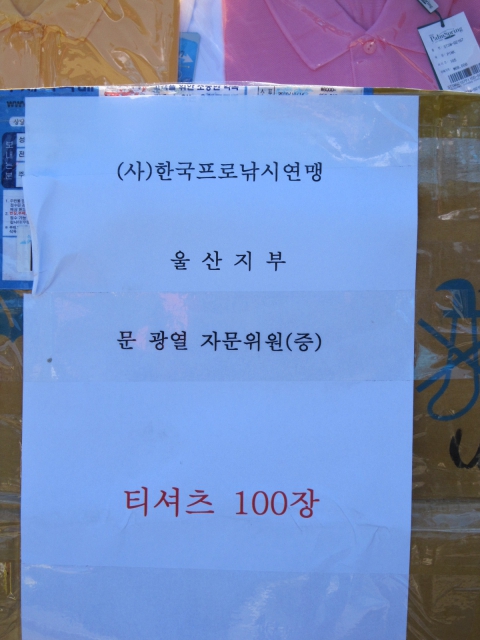 (사)한국프로낚시연맹
울 산 지 부
문 광열 자문위원(증)
티셔츠 100장